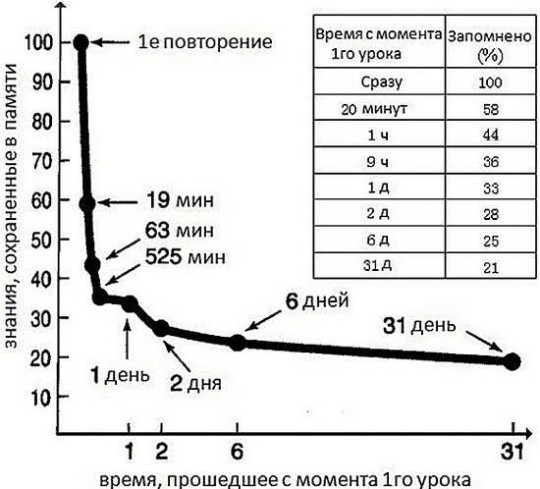 знания, сохраненные в памяти
100
90
80
70
60
50
40
30
20
10
1е повторение
19 мин
63 мин
525 мин
1 день
2 дня
6 дней
31 день
1
2
6
31
время, прошедшее с момента 1го урока
Время с момента Запомнено
1го урока (%)
Сразу 100
20 минут 58
1 ч 44
9 ч 36
1 д 33
2 д 28
6 д 25
31 д 21